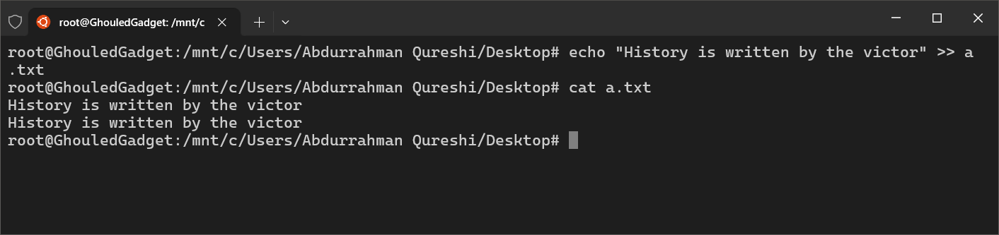 root@GhouledGadget: /mnt/c
root@GhouledGadget:/mnt/c/Users/Abdurrahman Qureshi/Desktop# echo "History is written by the victor" >> a
.txt
root@GhouledGadget:/mnt/c/Users/Abdurrahman Qureshi/Desktop# cat a.txt
History is written by the victor
History is written by the victor
root@GhouledGadget:/mnt/c/Users/Abdurrahman Qureshi/Desktop#